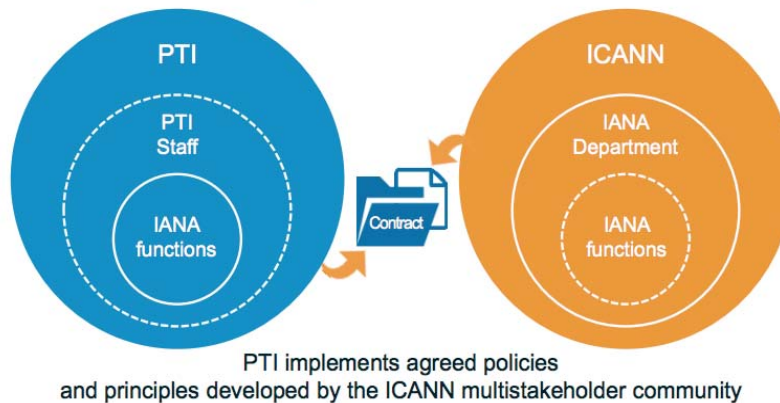 PTI
PTI
Staff
IANA
functions
Contract
ICANN
IANA
Department
IANA
functions
PTI implements agreed policies
and principles developed by the ICANN multistakeholder community